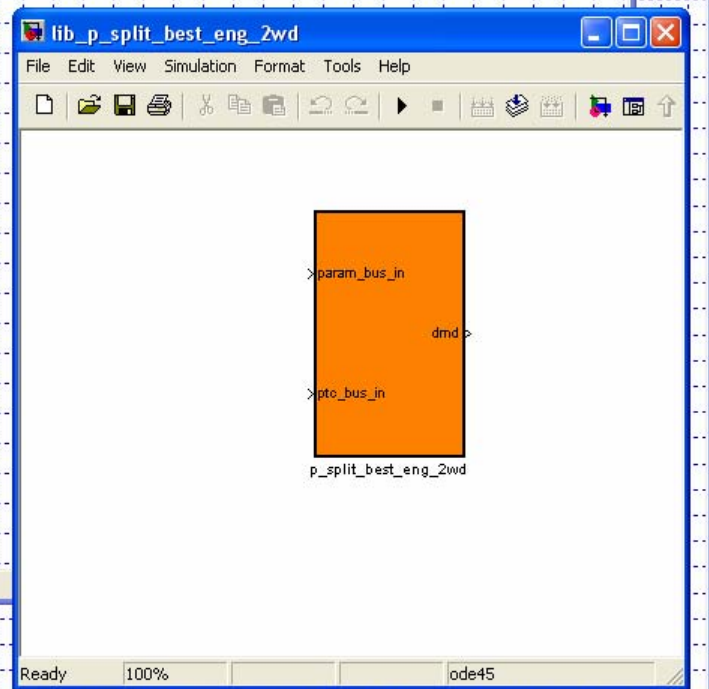 lib_p_split_best_eng_2wd
File Edit View Simulation Format Tools Help
param_bus_in
dmd
ptc_bus_in
p_split_best_eng_2wd
Ready 100% ode45